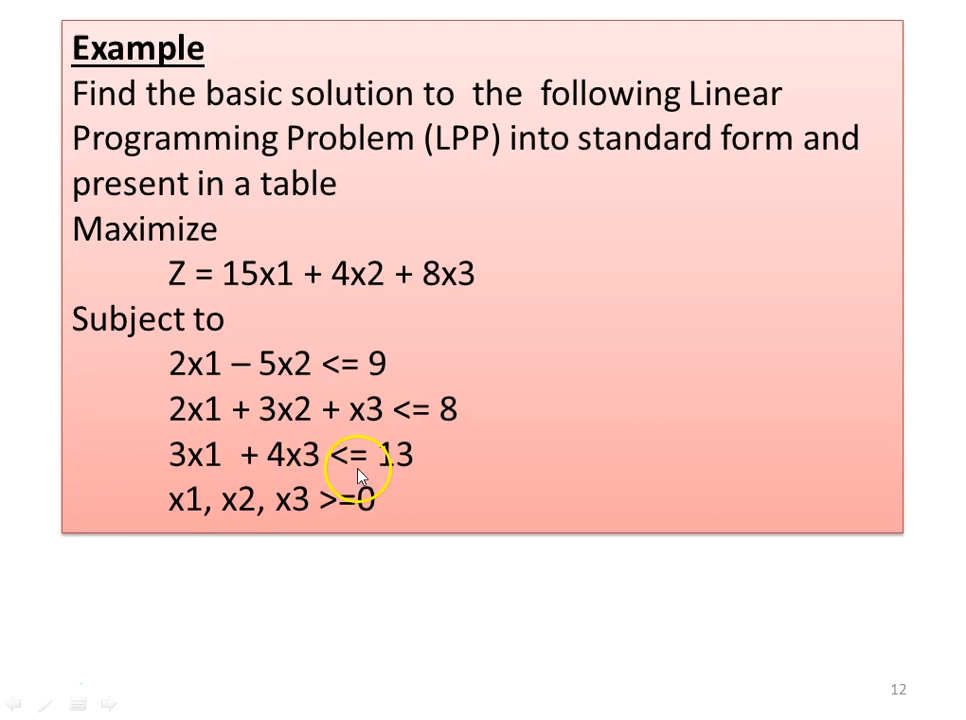 Example
Find the basic solution to the following Linear
Programming Problem (LPP) into standard form and
present in a table
Maximize
Z = 15x1 + 4x2 + 8x3
Subject to
2x1 – 5x2 <= 9
2x1 + 3x2 + x3 <= 8
3x1 + 4x3 <= 13
x1, x2, x3 >=0
12